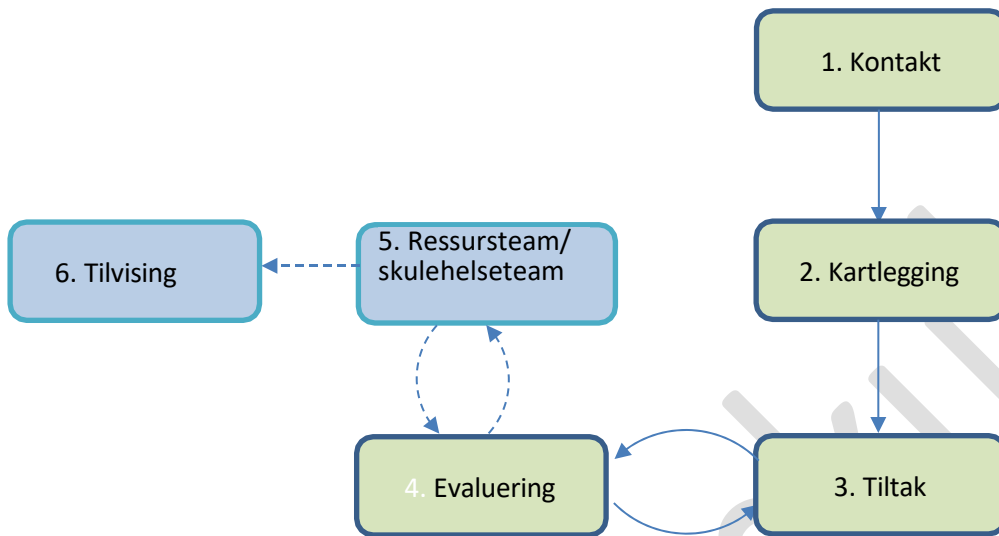 1. Kontakt
2. Kartlegging
3. Tiltak
4. Evaluering
5. Ressursteam/
skulehelseteam
6. Tilvising